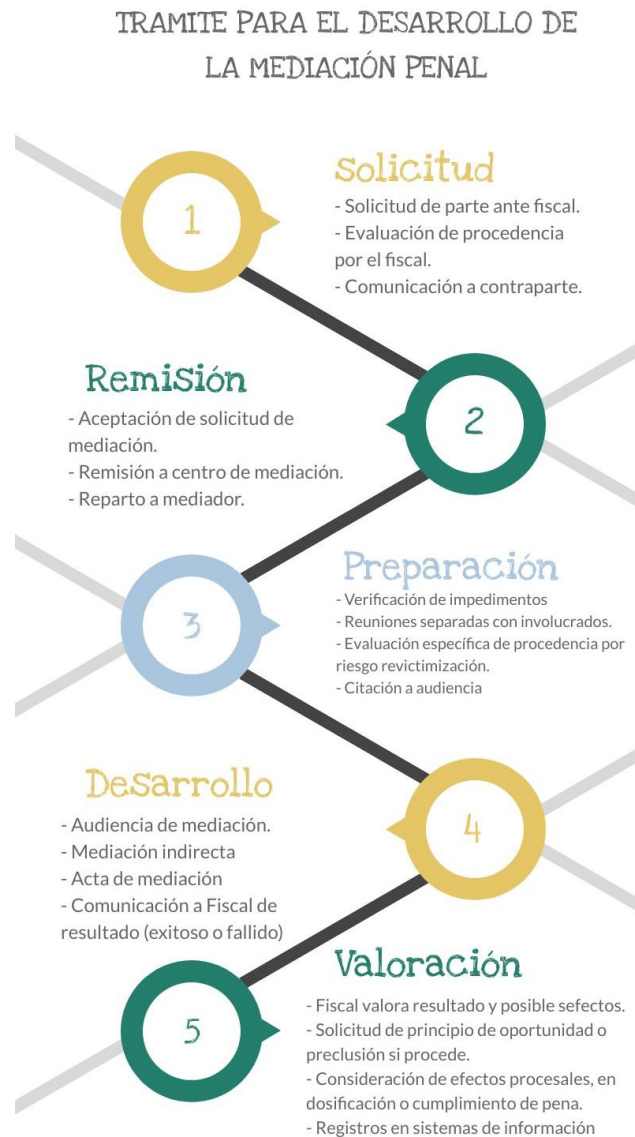 TRAMITE PARA EL DESARROLLO DE
LA MEDIACIÓN PENAL
1
Solicitud
- Solicitud de parte ante fiscal.
- Evaluación de procedencia
por el fiscal.
- Comunicación a contraparte.
2
Remisión
- Aceptación de solicitud de
mediación.
- Remisión a centro de mediación.
- Reparto a mediador.
3
Preparación
- Verificación de impedimentos
- Reuniones separadas con involucrados.
- Evaluación específica de procedencia por
riesgo revictimización.
- Citación a audiencia
4
Desarrollo
- Audiencia de mediación.
- Mediación indirecta
- Acta de mediación
- Comunicación a Fiscal de
resultado (exitoso o fallido)
5
Valoración
- Fiscal valora resultado y posible sefectos.
- Solicitud de principio de oportunidad o
preclusión si procede.
- Consideración de efectos procesales, en
dosificación o cumplimiento de pena.
- Registros en sistemas de información